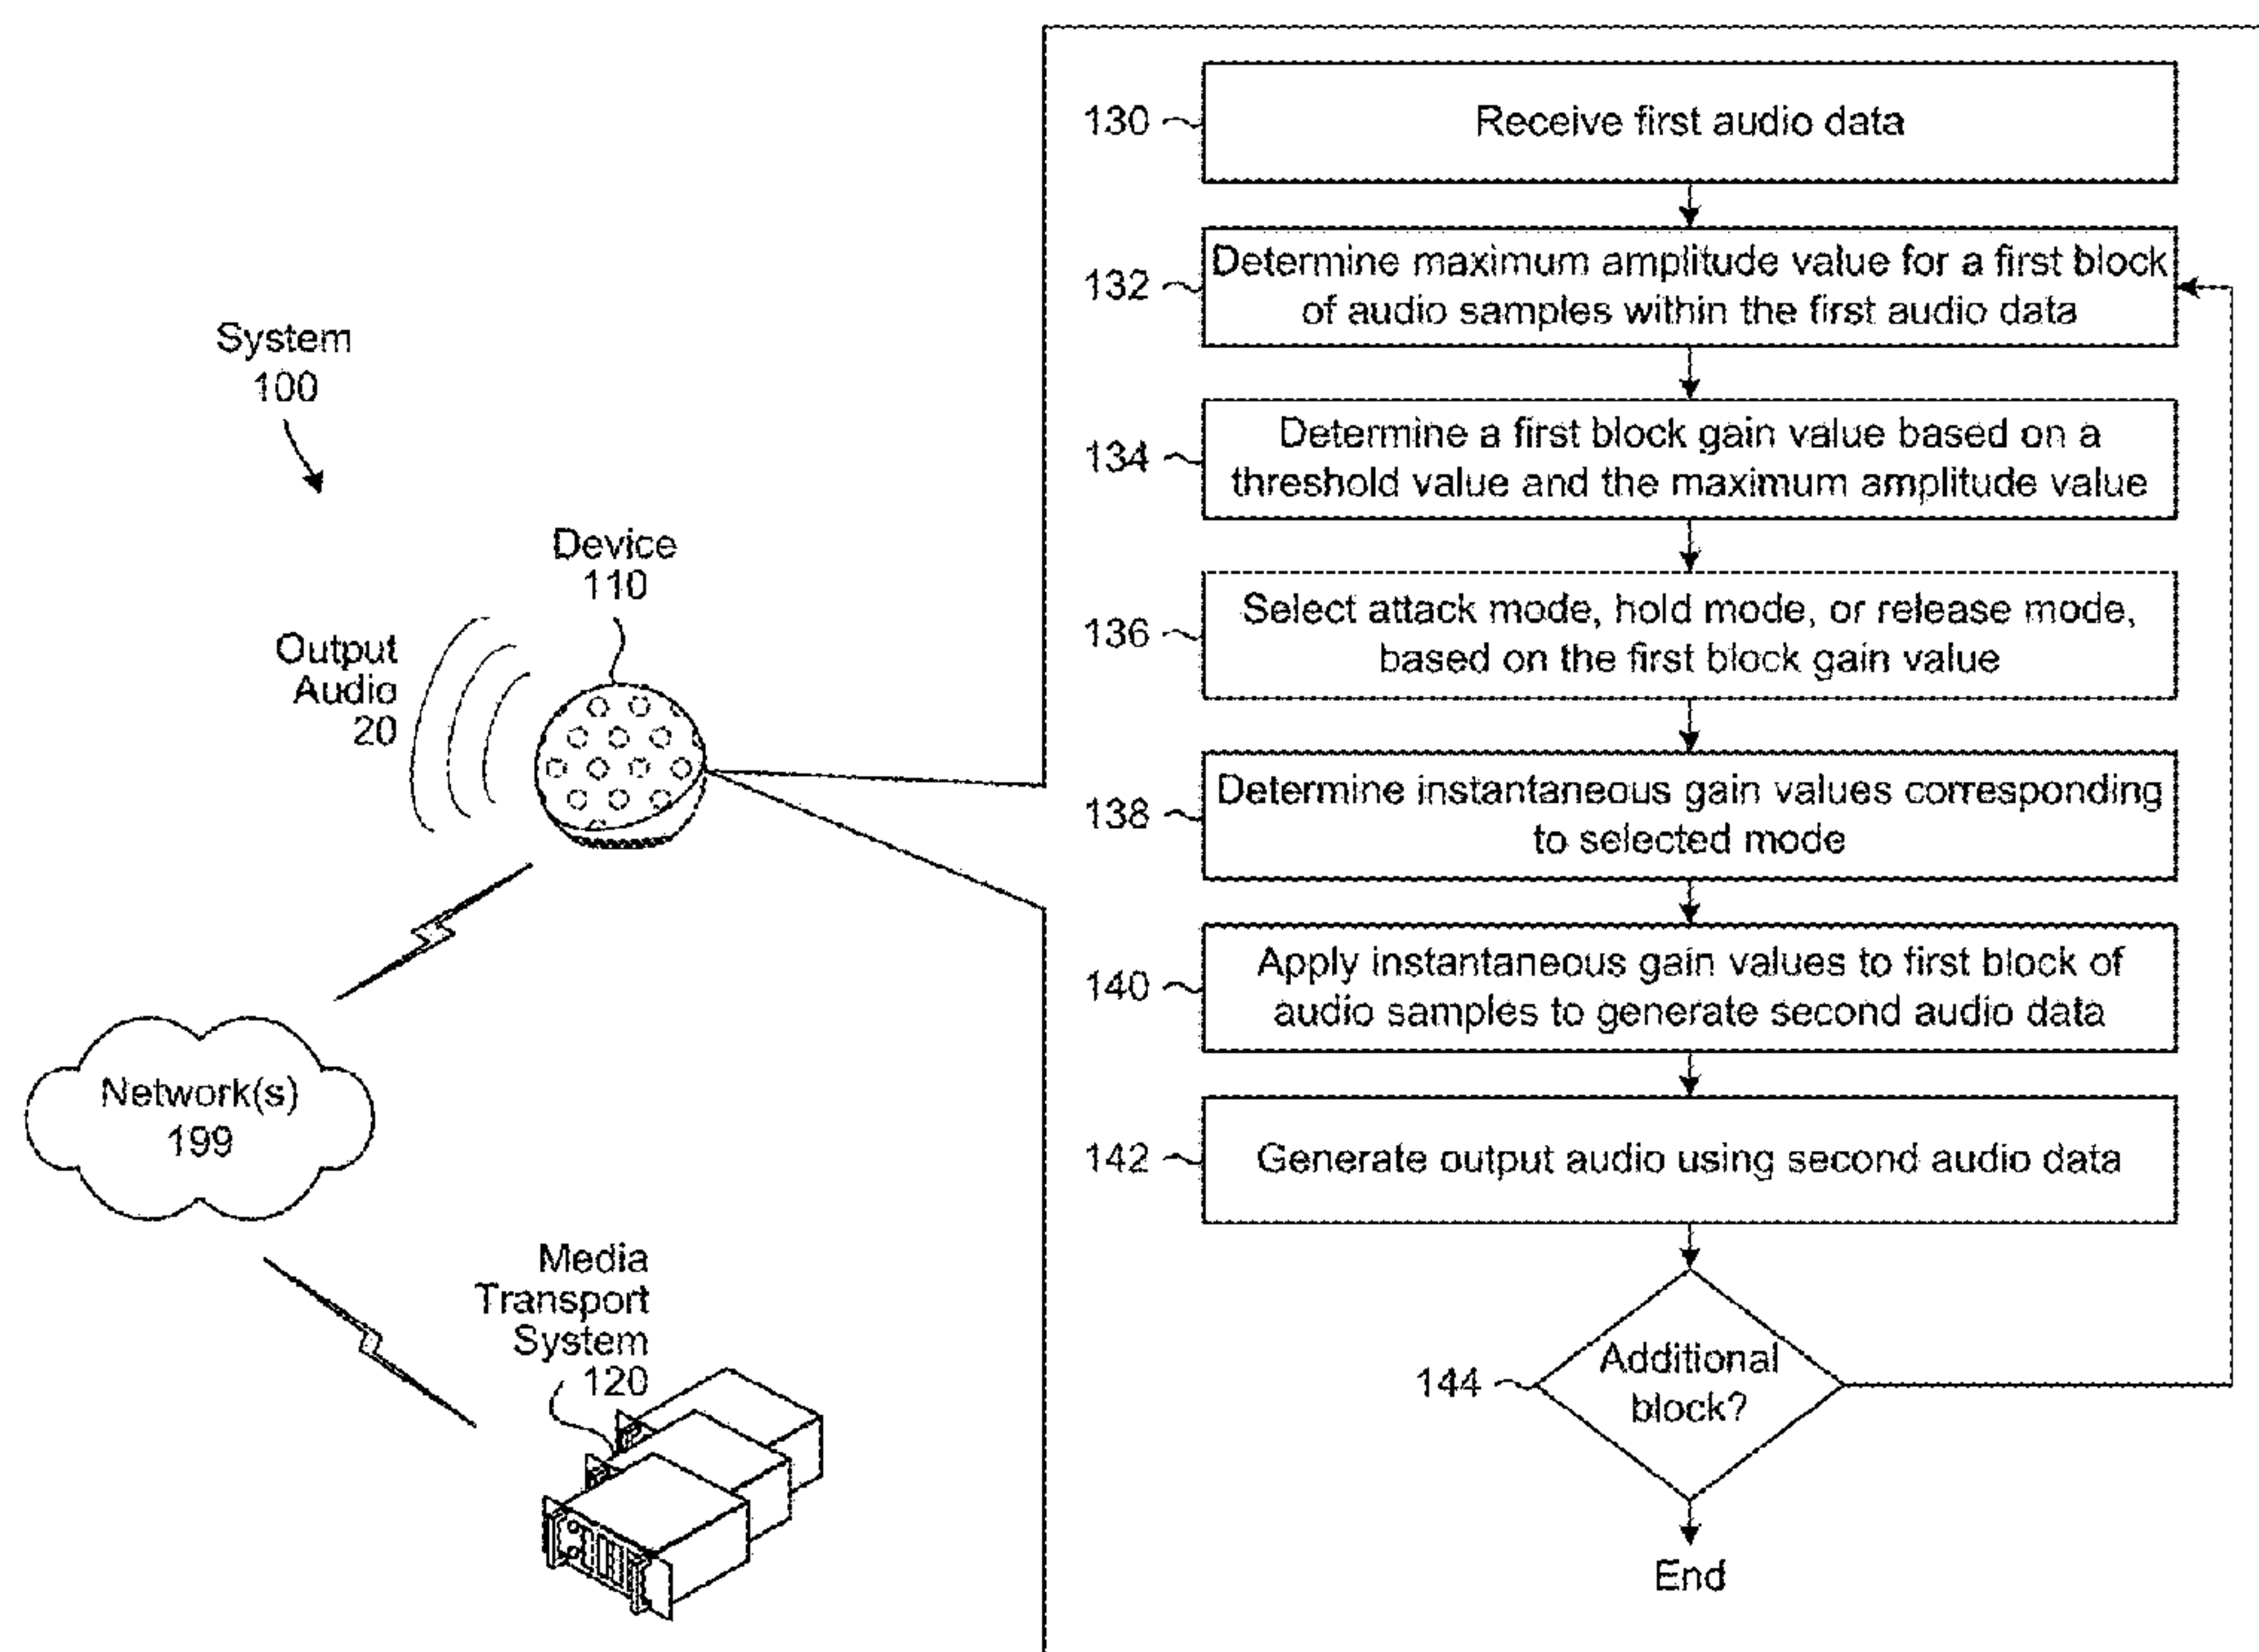 System
100
Device
110
Output
Audio
20
Network(s)
199
Media
Transport
System
120
130
Receive first audio data
132
Determine maximum amplitude value for a first block
of audio samples within the first audio data
134
Determine a first block gain value based on a
threshold value and the maximum amplitude value
136
Select attack mode, hold mode, or release mode,
based on the first block gain value
138
Determine instantaneous gain values corresponding
to selected mode
140
Apply instantaneous gain values to first block of
audio samples to generate second audio data
142
Generate output audio using second audio data
144
Additional
block?
End